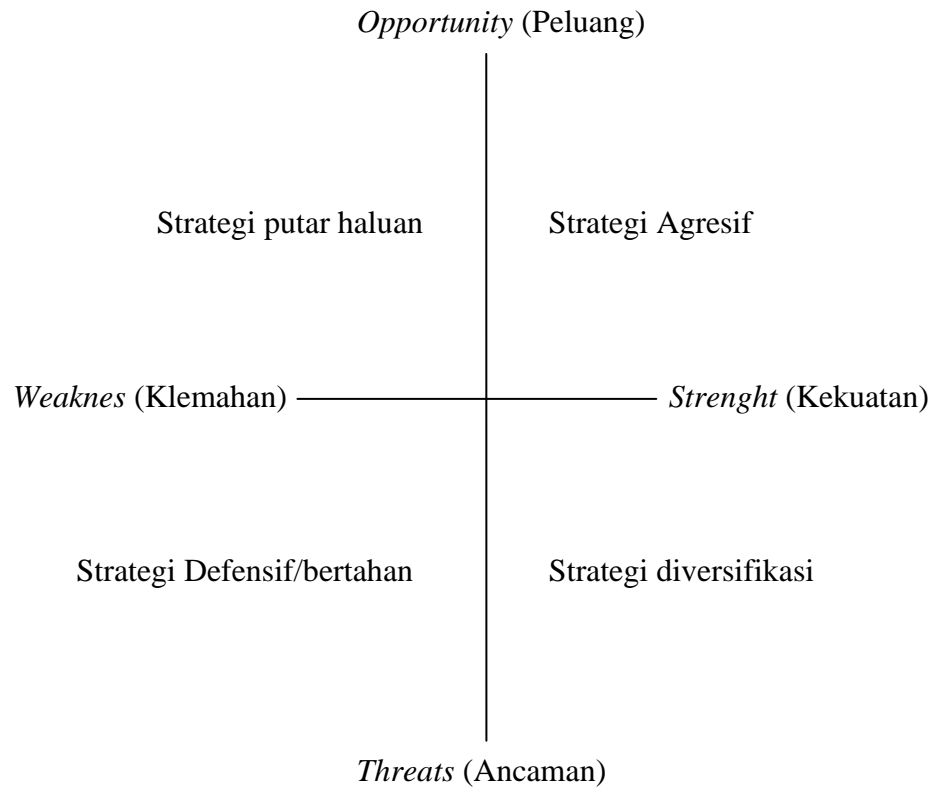 Opportunity (Peluang)
Strategi putar haluan
Strategi Agresif
Weaknes (Klemahan)
Strenght (Kekuatan)
Strategi Defensif/bertahan
Strategi diversifikasi
Threats (Ancaman)